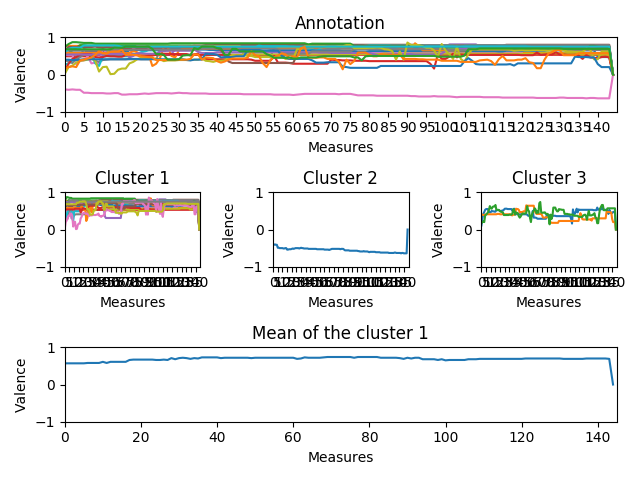 Annotation
Valence
1
0
−1
0 5 10 15 20 25 30 35 40 45 50 55 60 65 70 75 80 85 90 95 100 105 110 115 120 125 130 135 140
Measures
Cluster 1 Cluster 2 Cluster 3
Valence Valence Valence
1 1 1
0 0 0
−1 −1 −1
Measures Measures Measures
Mean of the cluster 1
Valence
1
0
−1
0 20 40 60 80 100 120 140
Measures